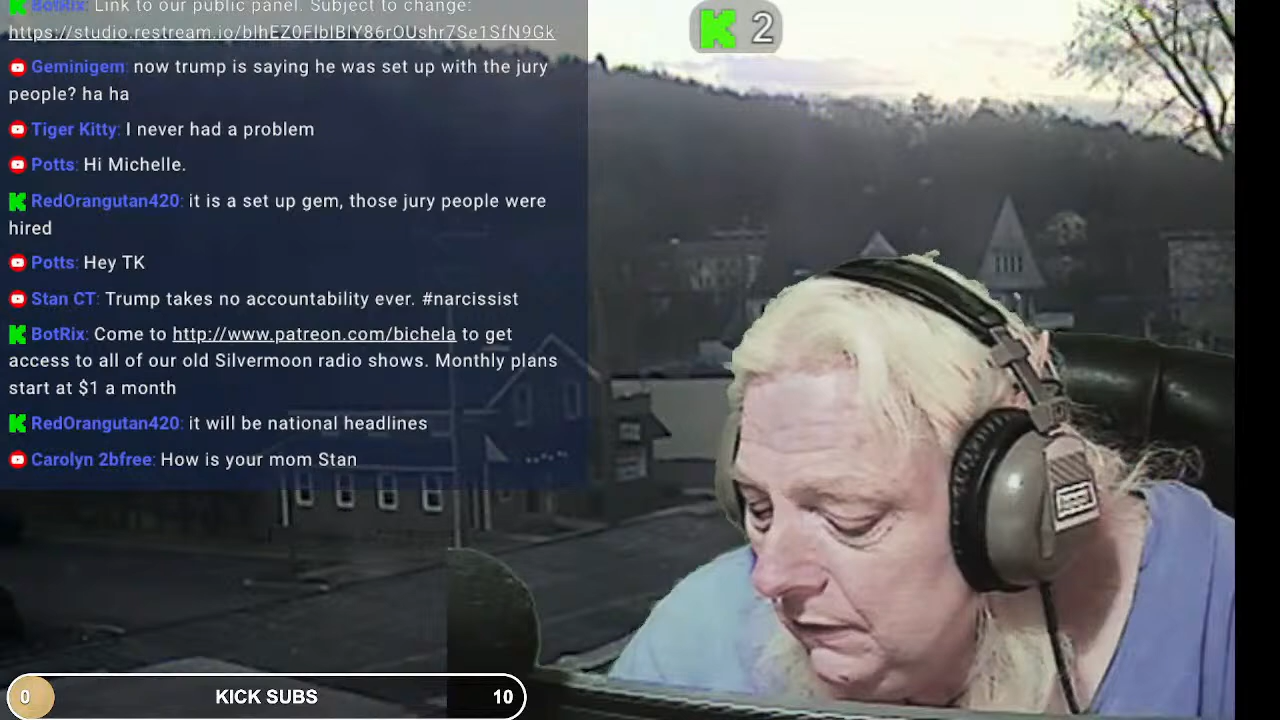 BotRix: Link to our public panel. Subject to change:
https://studio.restream.io/blhEZ0FlblBlY86rOUshr7Se1SfN9Gk
Geminigem: now trump is saying he was set up with the jury
people? ha ha
Tiger Kitty: I never had a problem
Potts: Hi Michelle.
RedOrangutan420: it is a set up gem, those jury people were
hired
Potts: Hey TK
Stan CT: Trump takes no accountability ever. #narcissist
BotRix: Come to http://www.patreon.com/bichela to get
access to all of our old Silvermoon radio shows. Monthly plans
start at $1 a month
RedOrangutan420: it will be national headlines
Carolyn 2bfree: How is your mom Stan
K 2
0 KICK SUBS 10